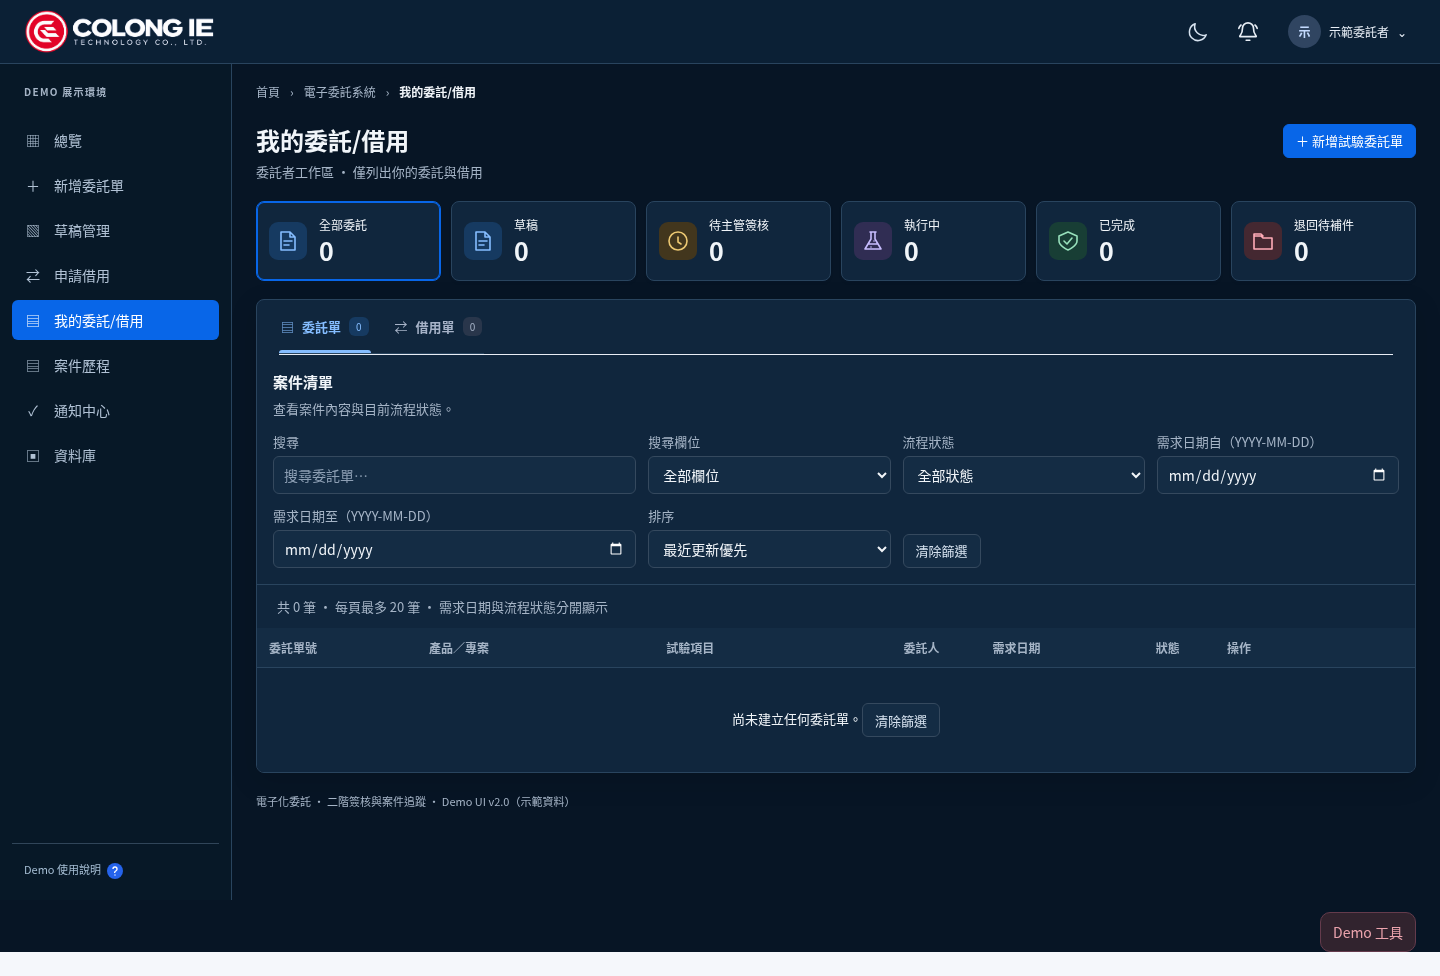 COLONG IE
TECHNOLOGY CO., LTD.
示 示範委託者
DEMO 展示環境
總覽
新增委託單
草稿管理
申請借用
我的委託/借用
案件歷程
通知中心
資料庫
Demo 使用說明 ?
首頁 › 電子委託系統 › 我的委託/借用
我的委託/借用
委託者工作區 • 僅列出你的委託與借用
＋ 新增試驗委託單
全部委託
0
草稿
0
待主管簽核
0
執行中
0
已完成
0
退回待補件
0
委託單 0
借用單 0
案件清單
查看案件內容與目前流程狀態。
搜尋
搜尋委託單…
搜尋欄位
全部欄位
流程狀態
全部狀態
需求日期自（YYYY-MM-DD）
mm/dd/yyyy
需求日期至（YYYY-MM-DD）
mm/dd/yyyy
排序
最近更新優先
清除篩選
共 0 筆 • 每頁最多 20 筆 • 需求日期與流程狀態分開顯示
委託單號 產品／專案 試驗項目 委託人 需求日期 狀態 操作
尚未建立任何委託單。 清除篩選
電子化委託 • 二階簽核與案件追蹤 • Demo UI v2.0（示範資料）
Demo 工具